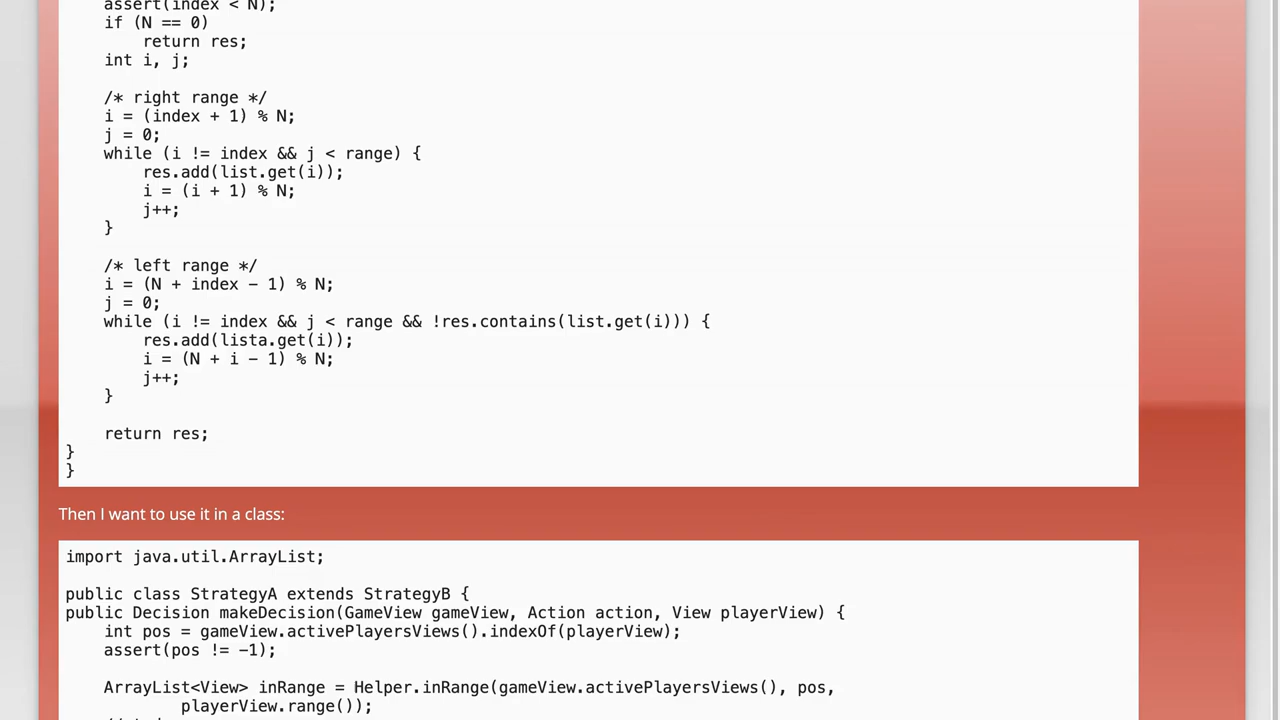 assert(index < N);
if (N == 0)
return res;
int i, j;
/* right range */
i = (index + 1) % N;
j = 0;
while (i != index && j < range) {
res.add(list.get(i));
i = (i + 1) % N;
j++;
}
/* left range */
i = (N + index - 1) % N;
j = 0;
while (i != index && j < range && !res.contains(list.get(i))) {
res.add(lista.get(i));
i = (N + i - 1) % N;
j++;
}
return res;
}
}
Then I want to use it in a class:
import java.util.ArrayList;
public class StrategyA extends StrategyB {
public Decision makeDecision(GameView gameView, Action action, View playerView) {
int pos = gameView.activePlayersViews().indexOf(playerView);
assert(pos != -1);
ArrayList<View> inRange = Helper.inRange(gameView.activePlayersViews(), pos,
playerView.range());